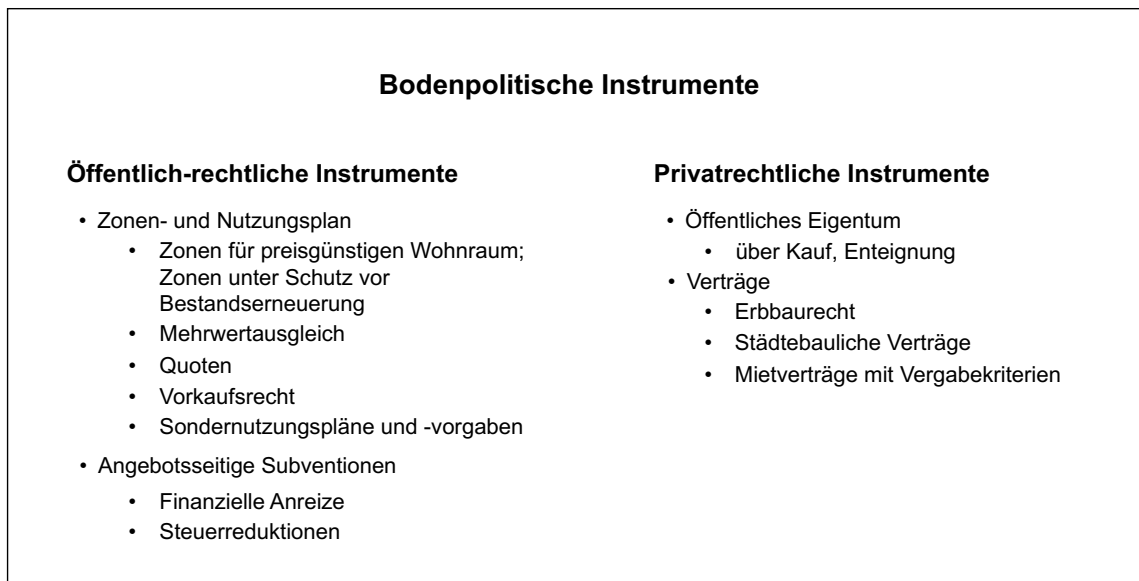 Bodenpolitische Instrumente
Öffentlich-rechtliche Instrumente
• Zonen- und Nutzungsplan
• Zonen für preisgünstigen Wohnraum;
Zonen unter Schutz vor
Bestandserneuerung
• Mehrwertausgleich
• Quoten
• Vorkaufsrecht
• Sondernutzungspläne und -vorgaben
• Angebotsseitige Subventionen
• Finanzielle Anreize
• Steuerreduktionen
Privatrechtliche Instrumente
• Öffentliches Eigentum
• über Kauf, Enteignung
• Verträge
• Erbbaurecht
• Städtebauliche Verträge
• Mietverträge mit Vergabekriterien